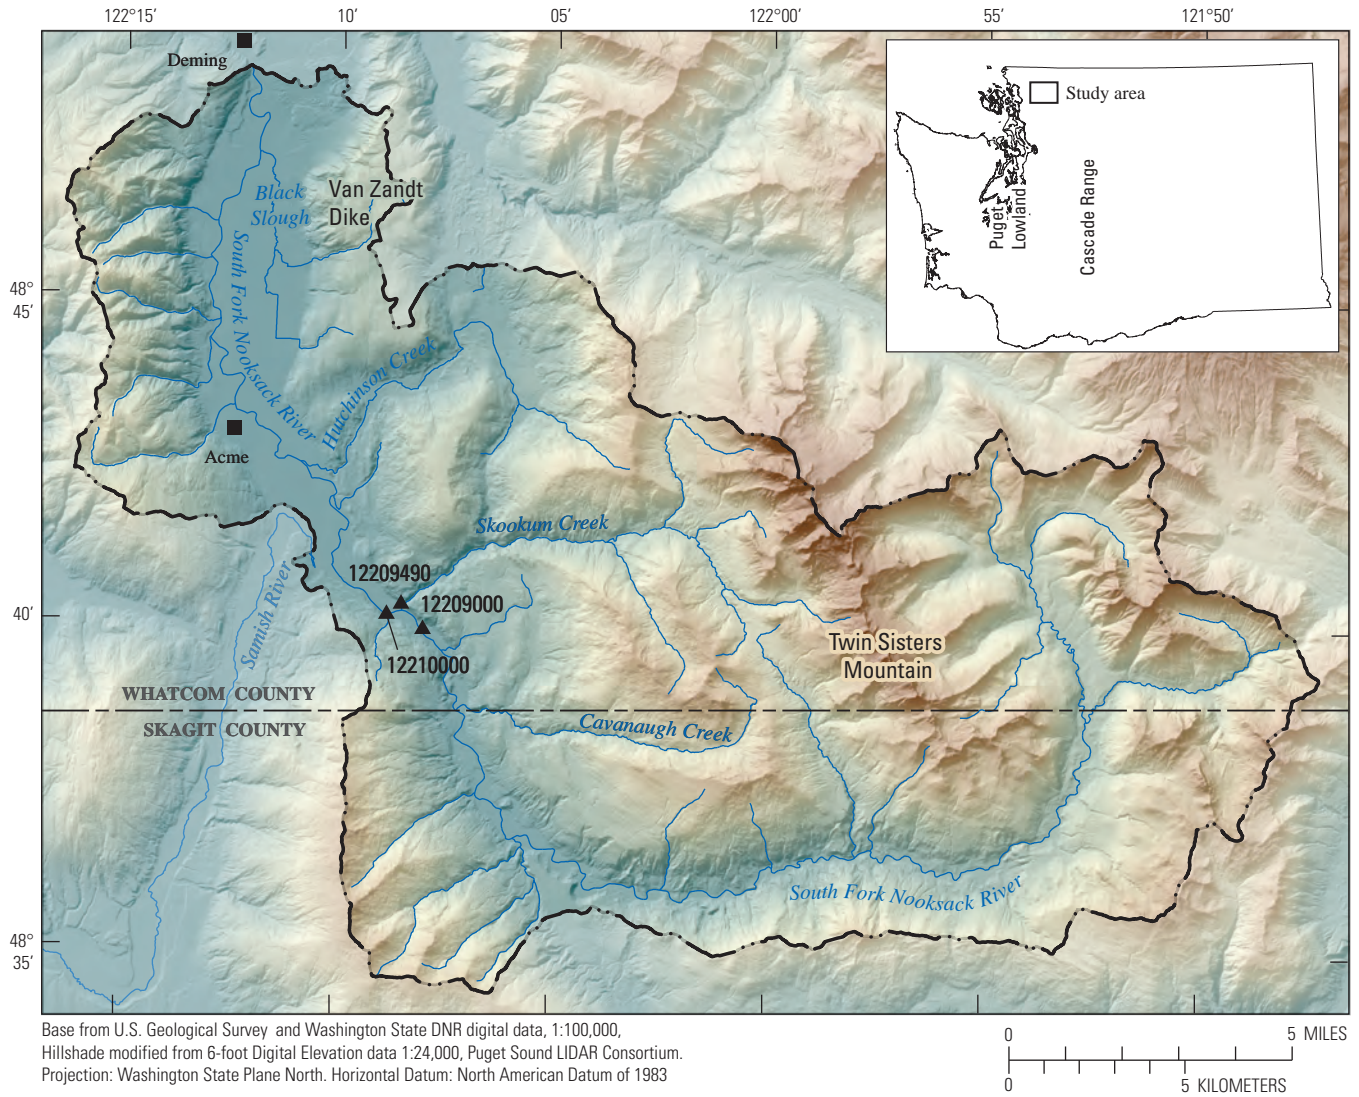 122°15′
10′
05′
122°00′
55′
121°50′
Deming
Study area
Puget
Lowland
Cascade Range
Black
Slough
Van Zandt
Dike
South Fork Nooksack River
48°
45′
Hutchinson Creek
Acme
Skookum Creek
Samish River
12209490
12209000
12210000
40′
Twin Sisters
Mountain
WHATCOM COUNTY
SKAGIT COUNTY
Cavanaugh Creek
South Fork Nooksack River
48°
35′
Base from U.S. Geological Survey and Washington State DNR digital data, 1:100,000,
Hillshade modified from 6-foot Digital Elevation data 1:24,000, Puget Sound LIDAR Consortium.
Projection: Washington State Plane North. Horizontal Datum: North American Datum of 1983
0
5 MILES
0
5 KILOMETERS